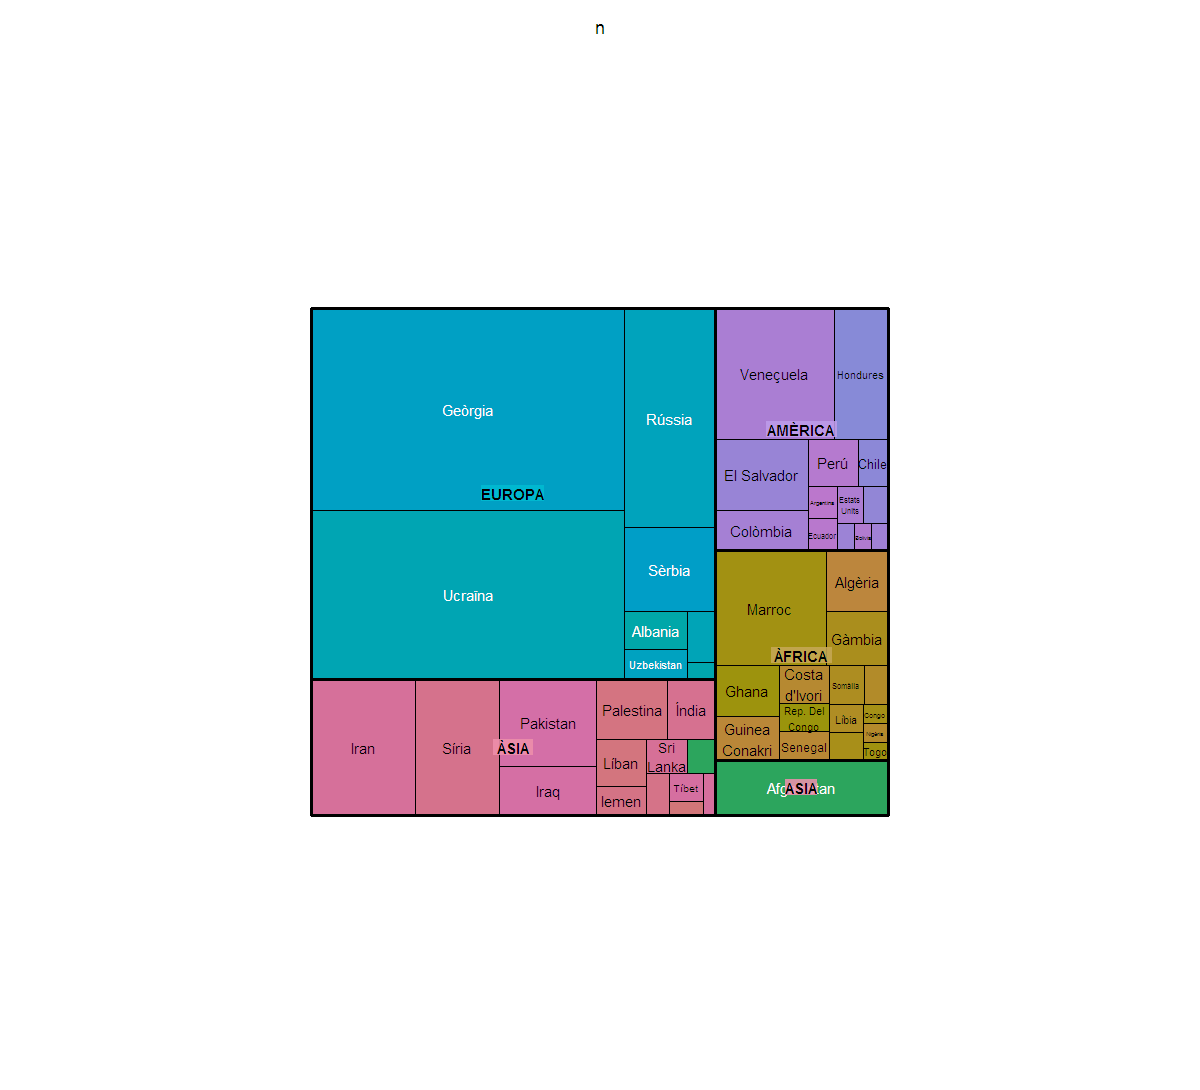 n
Geòrgia
Rússia
EUROPA
Ucraïna
Sèrbia
Albania
Uzbekistan
Veneçuela
Hondures
AMÈRICA
El Salvador
Perú
Chile
Argentina
Estats
Units
Colòmbia
Ecuador
Bolívia
Marroc
Algèria
Gàmbia
ÀFRICA
Ghana
Costa
d'Ivori
Somàlia
Rep. Del
Congo
Líbia
Congo
Guinea
Conakri
Senegal
Nigèria
Togo
Iran
Síria
Pakistan
ÀSIA
Iraq
Palestina
Índia
Líban
Sri
Lanka
Iemen
Tíbet
ASIA